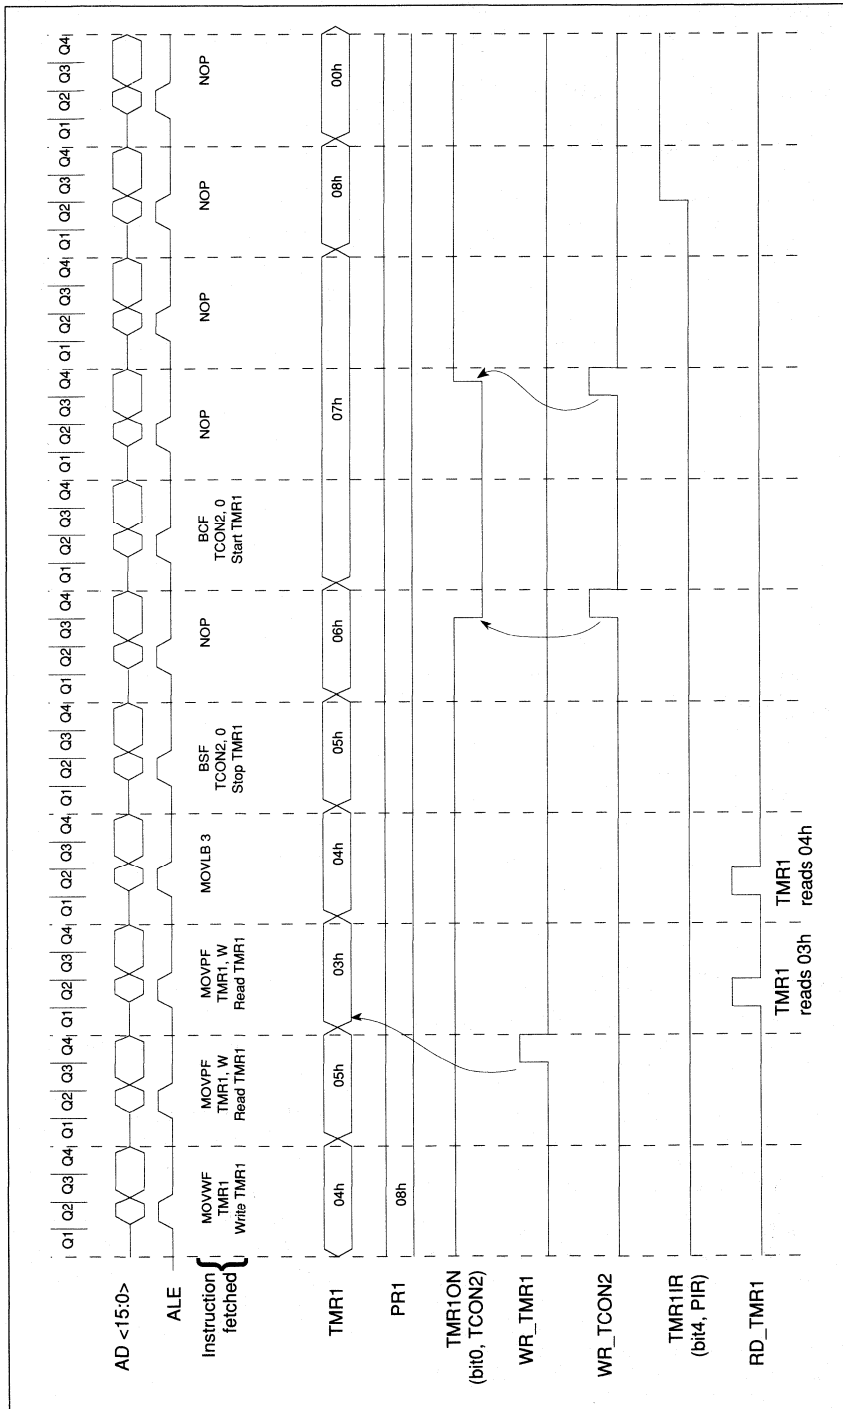 Q1 Q2 Q3 Q4 Q1 Q2 Q3 Q4 Q1 Q2 Q3 Q4 Q1 Q2 Q3 Q4 Q1 Q2 Q3 Q4 Q1 Q2 Q3 Q4 Q1 Q2 Q3 Q4 Q1 Q2 Q3 Q4 Q1 Q2 Q3 Q4 Q1 Q2 Q3 Q4 Q1 Q2 Q3 Q4
AD <15:0>
ALE
Instruction
fetched
MOVWF
TMR1
Write TMR1
MOVPF
TMR1, W
Read TMR1
MOVPF
TMR1, W
Read TMR1
MOVLB 3
BSF
TCON2, 0
Stop TMR1
NOP
BCF
TCON2, 0
Start TMR1
NOP
NOP
NOP
NOP
TMR1
04h 05h 03h 04h 05h 06h 07h 08h 00h
PR1
08h
TMR1ON
(bit0, TCON2)
WR_TMR1
WR_TCON2
TMR1IR
(bit4, PIR)
RD_TMR1
TMR1
reads 03h
TMR1
reads 04h